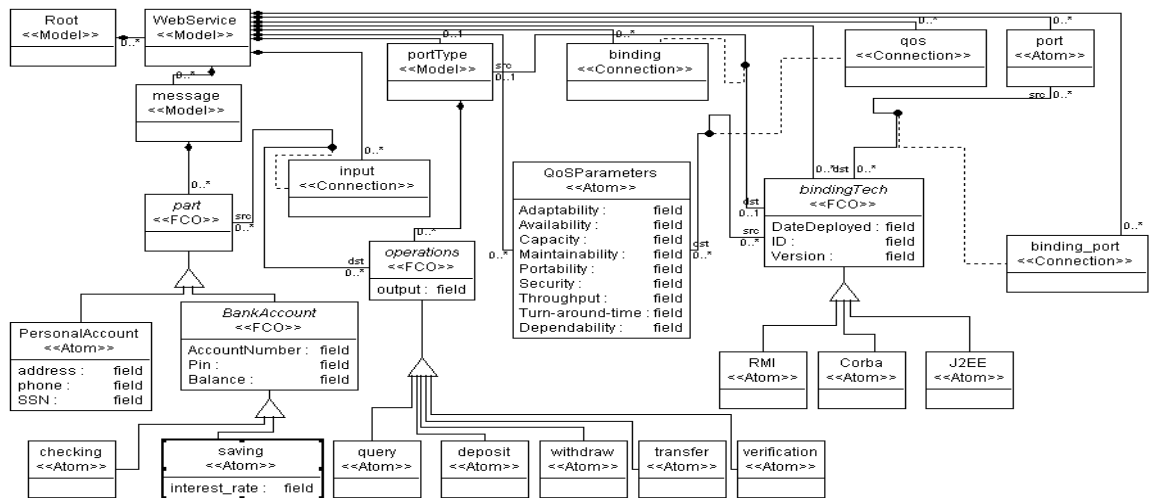 Root
<<Model>>
0..*
WebService
<<Model>>
0..*
message
<<Model>>
0..*
part
<<FCO>>
src
0..*
0..*
input
<<Connection>>
0..1
portType
<<Model>>
src
0..1
0..*
binding
<<Connection>>
0..*
qos
<<Connection>>
0..*
port
<<Atom>>
src
0..*
0..*
dst
0..*
operations
<<FCO>>
output : field
0..*
QoSParameters
<<Atom>>
Adaptability : field
Availability : field
Capacity : field
Maintainability : field
Portability : field
Security : field
Throughput : field
Turn-around-time : field
Dependability : field
dst
0..*
0..*
dst
0..*
dst
0..1
src
0..*
bindingTech
<<FCO>>
DateDeployed : field
ID : field
Version : field
0..*
binding_port
<<Connection>>
PersonalAccount
<<Atom>>
address : field
phone : field
SSN : field
BankAccount
<<FCO>>
AccountNumber : field
Pin : field
Balance : field
RMI
<<Atom>>
Corba
<<Atom>>
J2EE
<<Atom>>
checking
<<Atom>>
saving
<<Atom>>
interest_rate : field
query
<<Atom>>
deposit
<<Atom>>
withdraw
<<Atom>>
transfer
<<Atom>>
verification
<<Atom>>